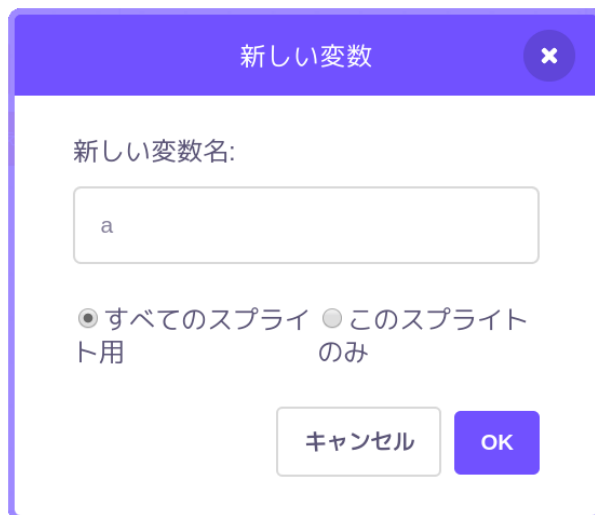 新しい変数
新しい変数名:
a
すべてのスプライ
ト用
このスプライト
のみ
キャンセル
OK